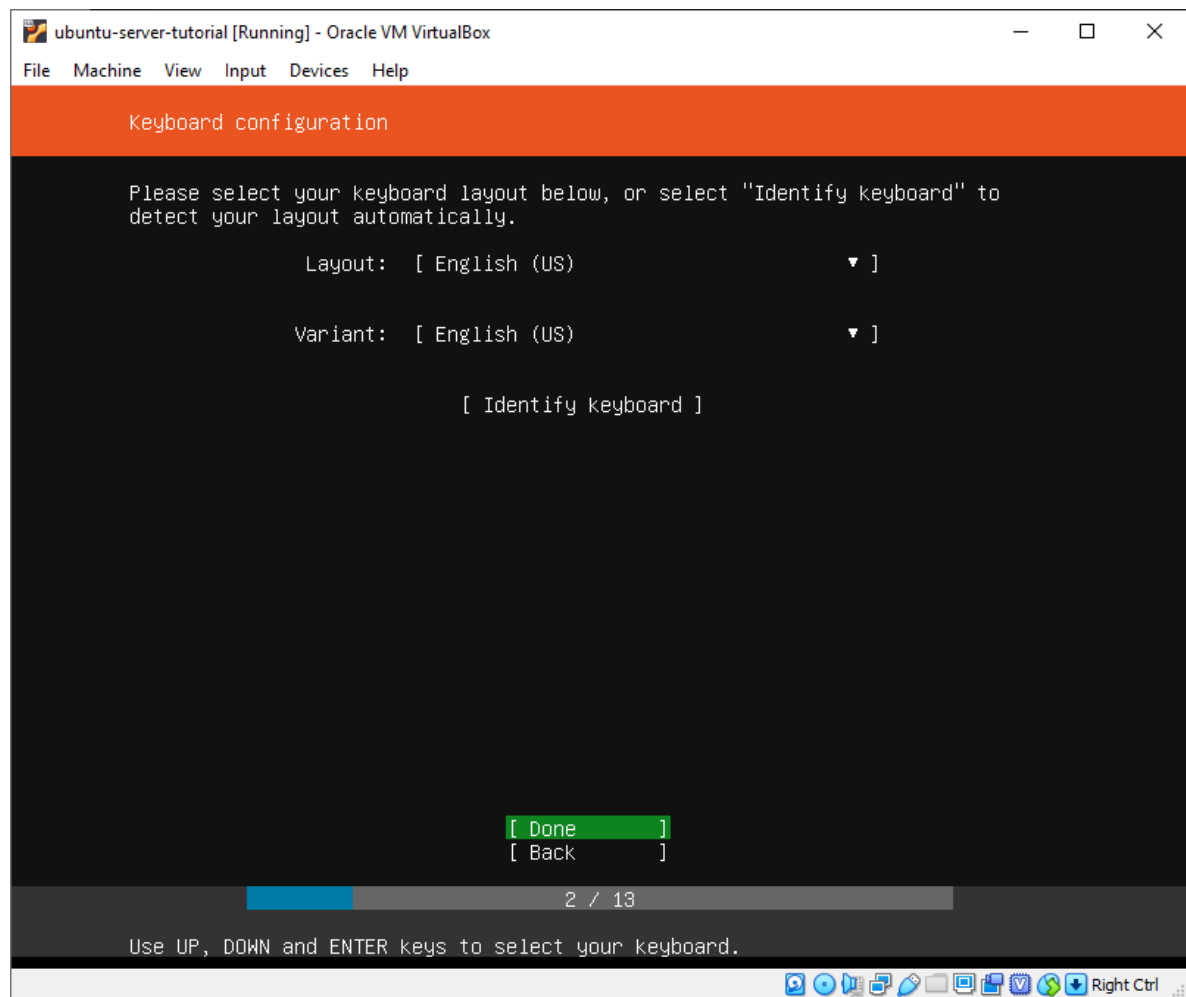 ubuntu-server-tutorial [Running] - Oracle VM VirtualBox
File Machine View Input Devices Help
Keyboard configuration
Please select your keyboard layout below, or select "Identify keyboard" to
detect your layout automatically.
Layout: [ English (US) ▾ ]
Variant: [ English (US) ▾ ]
[ Identify keyboard ]
[ Done ]
[ Back ]
2 / 13
Use UP, DOWN and ENTER keys to select your keyboard.
Right Ctrl